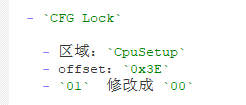 - `CFG Lock`
- 区域：`CpuSetup`
- offset：`0x3E`
- `01` 修改成 `00`